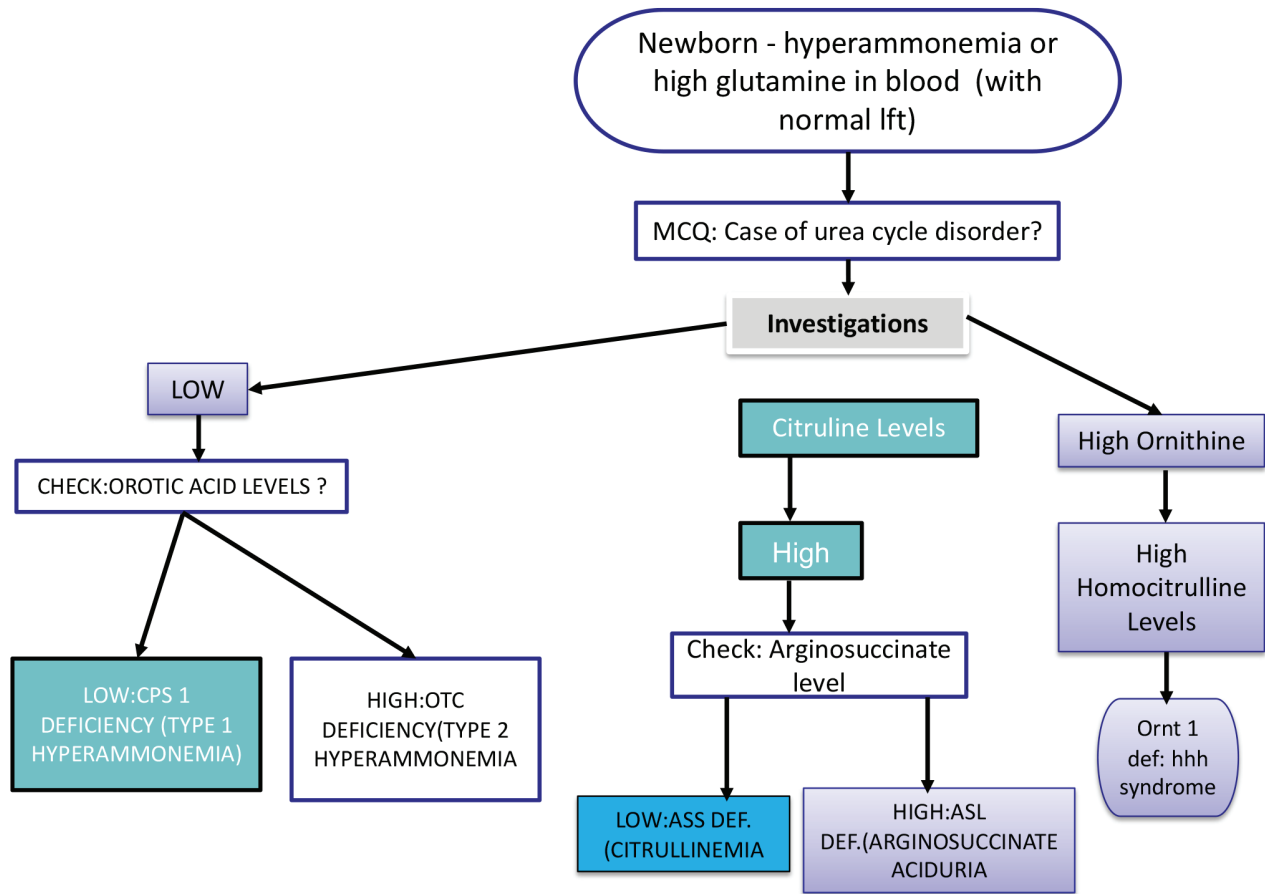 Newborn - hyperammonemia or
high glutamine in blood (with
normal lft)
MCQ: Case of urea cycle disorder?
Investigations
LOW
CHECK:OROTIC ACID LEVELS ?
LOW:CPS 1
DEFICIENCY (TYPE 1
HYPERAMMONEMIA)
HIGH:OTC
DEFICIENCY(TYPE 2
HYPERAMMONEMIA
Citruline Levels
High
Check: Arginosuccinate
level
LOW:ASS DEF.
(CITRULLINEMIA
HIGH:ASL
DEF.(ARGINOSUCCINATE
ACIDURIA
High Ornithine
High
Homocitrulline
Levels
Ornt 1
def: hhh
syndrome